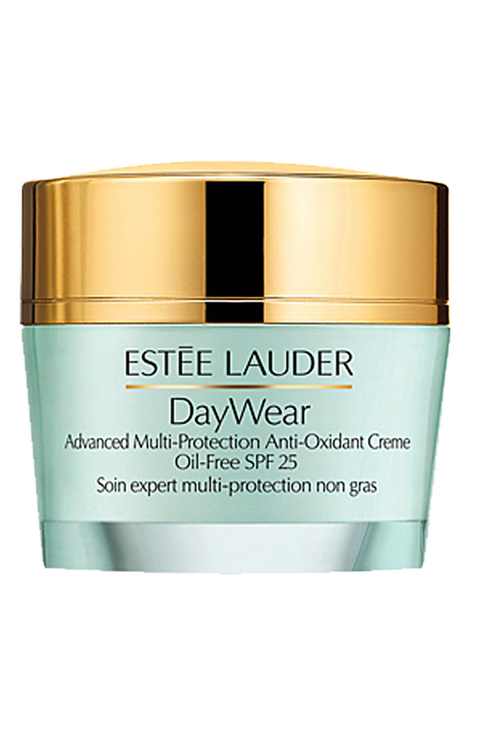 ESTĒE LAUDER
DayWear
Advanced Multi-Protection Anti-Oxidant Creme
Oil-Free SPF 25
Soin expert multi-protection non gras